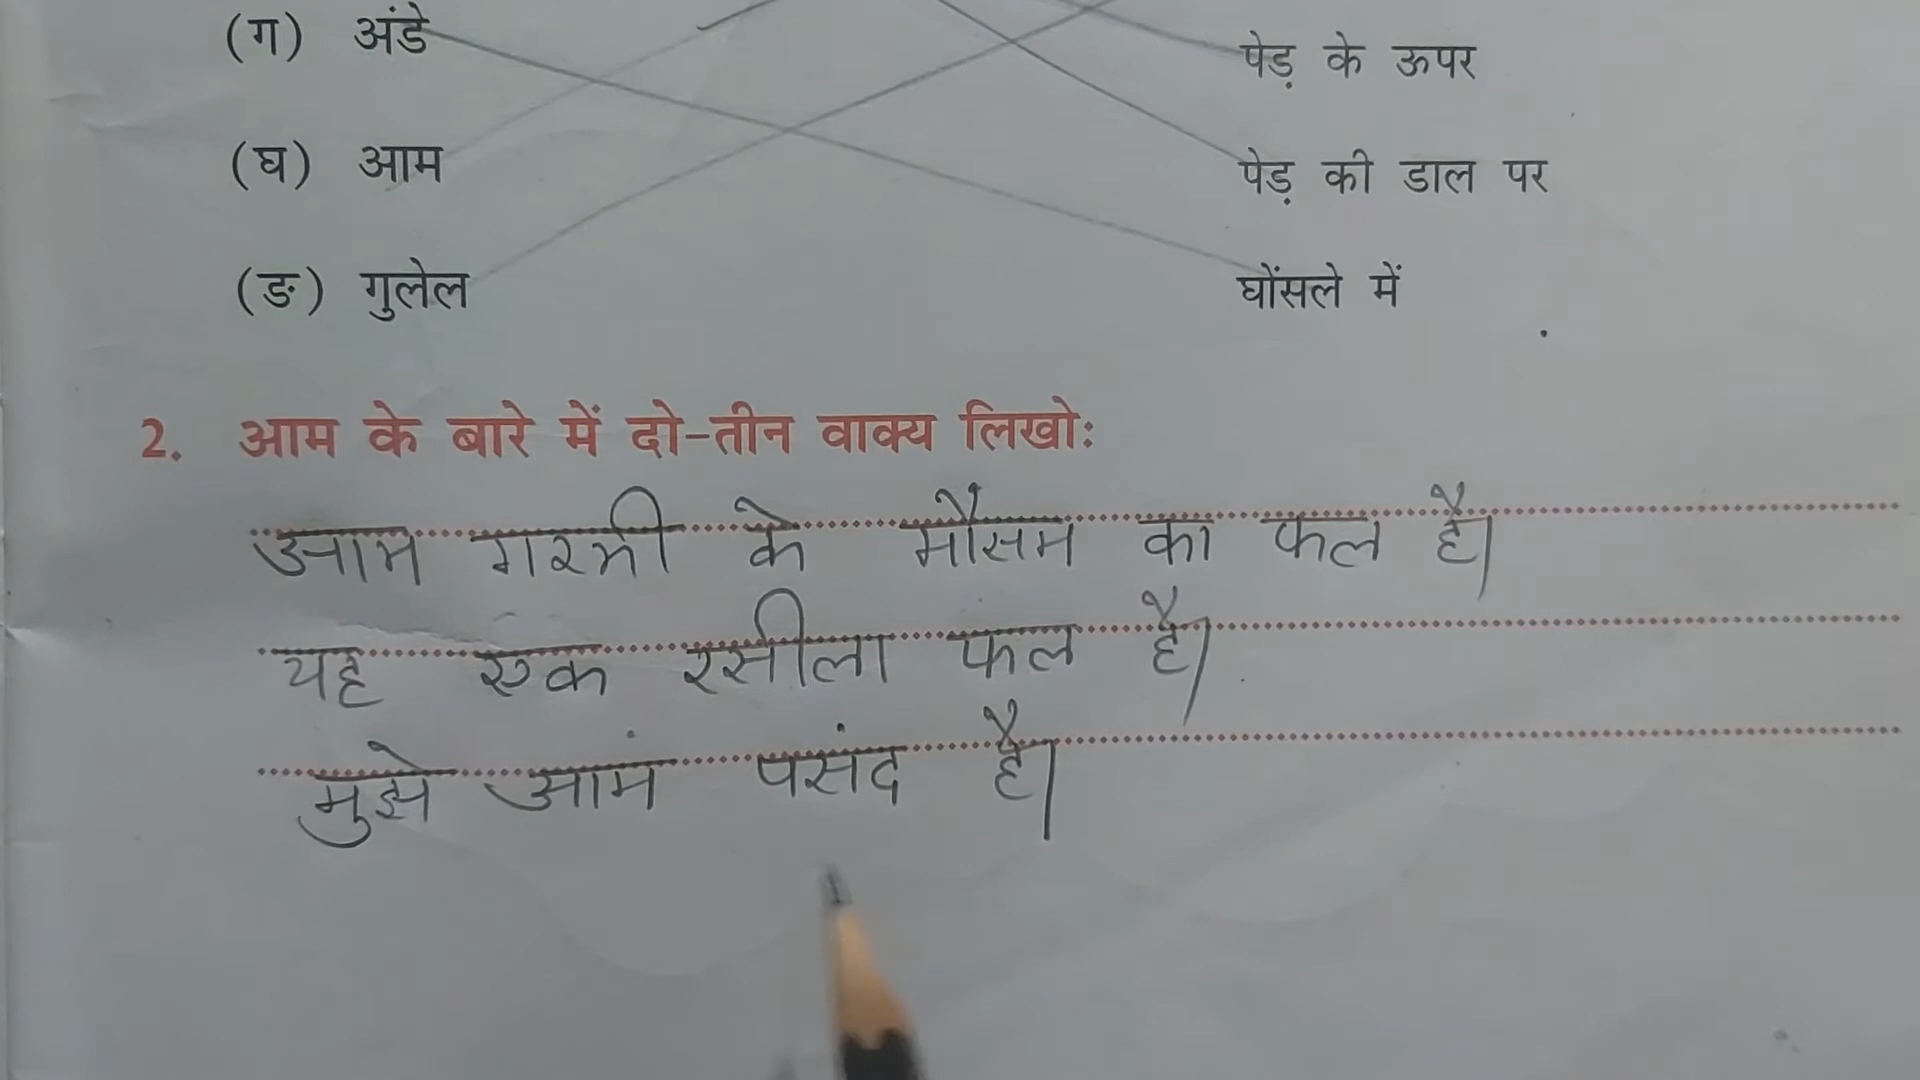 (ग) अंडे
पेड़ के ऊपर
(घ) आम
पेड़ की डाल पर
(ङ) गुलेल
घोंसले में
2. आम के बारे में दो-तीन वाक्य लिखो:
आम गरमी के मौसम का फल है।
यह एक रसीला फल है।
मुझे आम पसंद है।